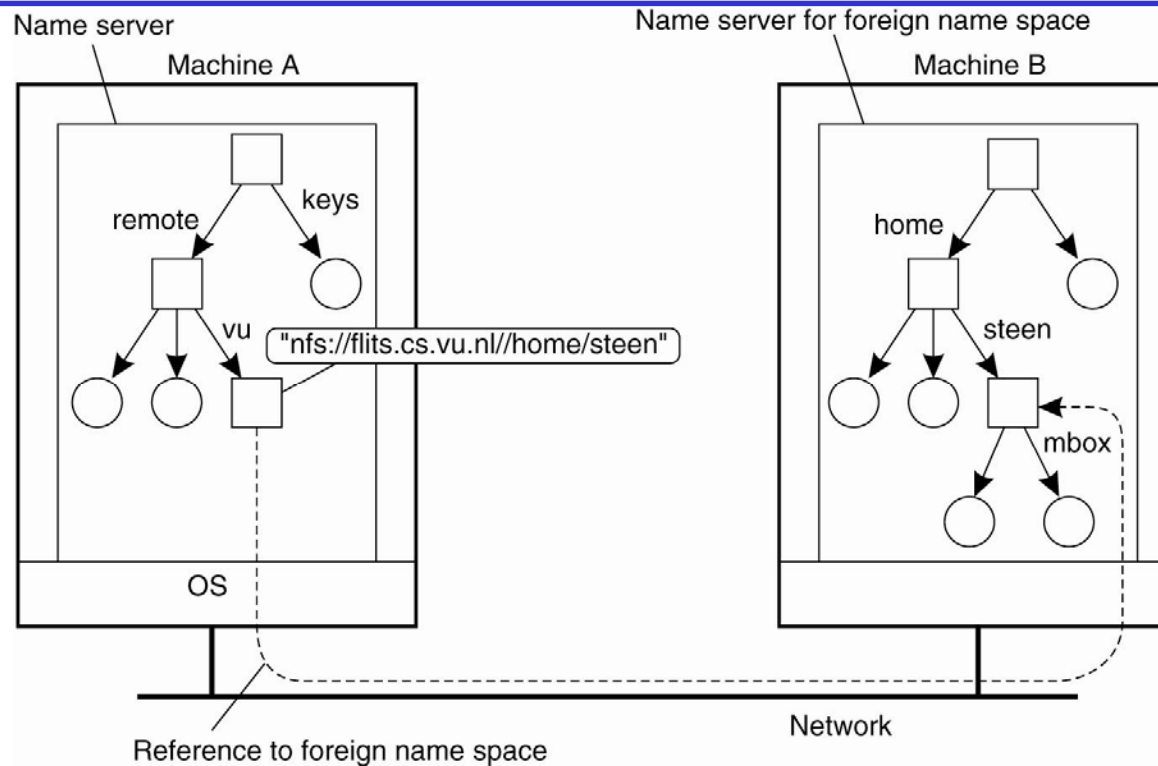 Name server
Name server for foreign name space
Machine A
Machine B
keys
remote
home
vu
"nfs://flits.cs.vu.nl//home/steen"
steen
mbox
OS
Network
Reference to foreign name space